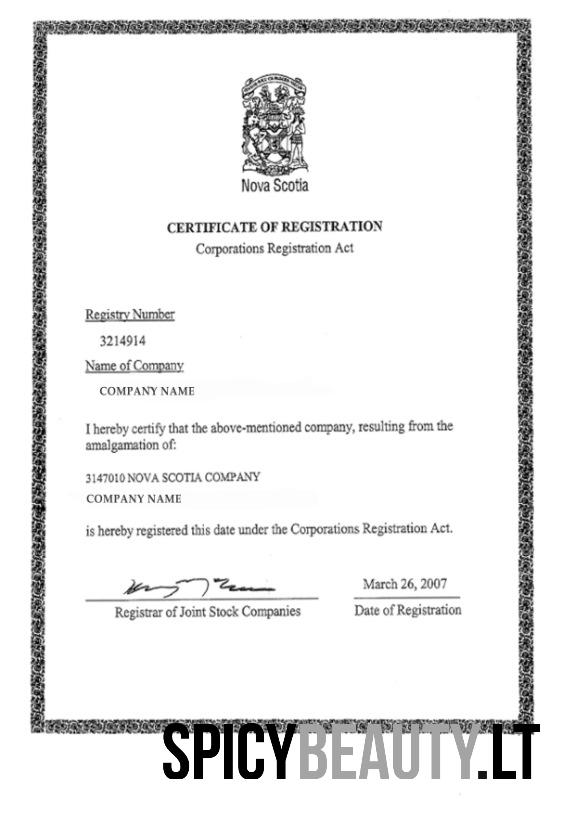 Nova Scotia
CERTIFICATE OF REGISTRATION
Corporations Registration Act
Registry Number
3214914
Name of Company
COMPANY NAME
I hereby certify that the above-mentioned company, resulting from the
amalgamation of:
3147010 NOVA SCOTIA COMPANY
COMPANY NAME
is hereby registered this date under the Corporations Registration Act.
March 26, 2007
Registrar of Joint Stock Companies
Date of Registration
SPICYBEAUTY.LT